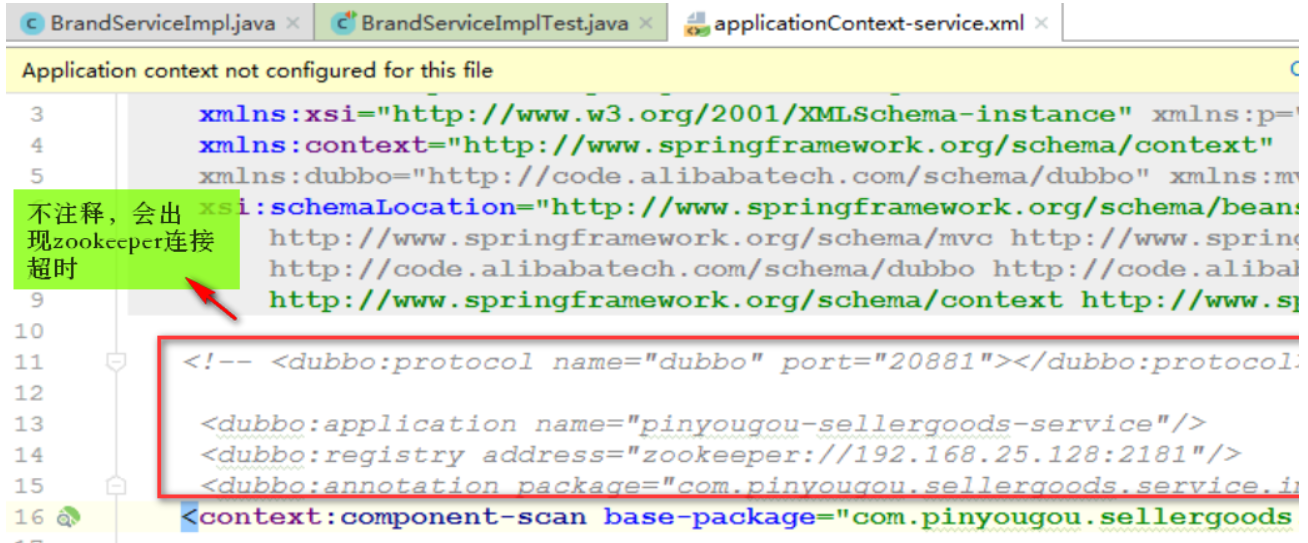 BrandServiceImpl.java × BrandServiceImplTest.java × applicationContext-service.xml ×
Application context not configured for this file
3 xmlns:xsi="http://www.w3.org/2001/XMLSchema-instance" xmlns:p="
4 xmlns:context="http://www.springframework.org/schema/context"
5 xmlns:dubbo="http://code.alibabatech.com/schema/dubbo" xmlns:mv
不注释，会出
现zookeeper连接
超时
xsi:schemaLocation="http://www.springframework.org/schema/beans
http://www.springframework.org/schema/mvc http://www.spring
http://code.alibabatech.com/schema/dubbo http://code.alibab
9 http://www.springframework.org/schema/context http://www.sp
10
11 <!-- <dubbo:protocol name="dubbo" port="20881"></dubbo:protocol>
12
13 <dubbo:application name="pinyougou-sellergoods-service"/>
14 <dubbo:registry address="zookeeper://192.168.25.128:2181"/>
15 <dubbo:annotation package="com.pinyougou.sellergoods.service.im
16 <context:component-scan base-package="com.pinyougou.sellergoods